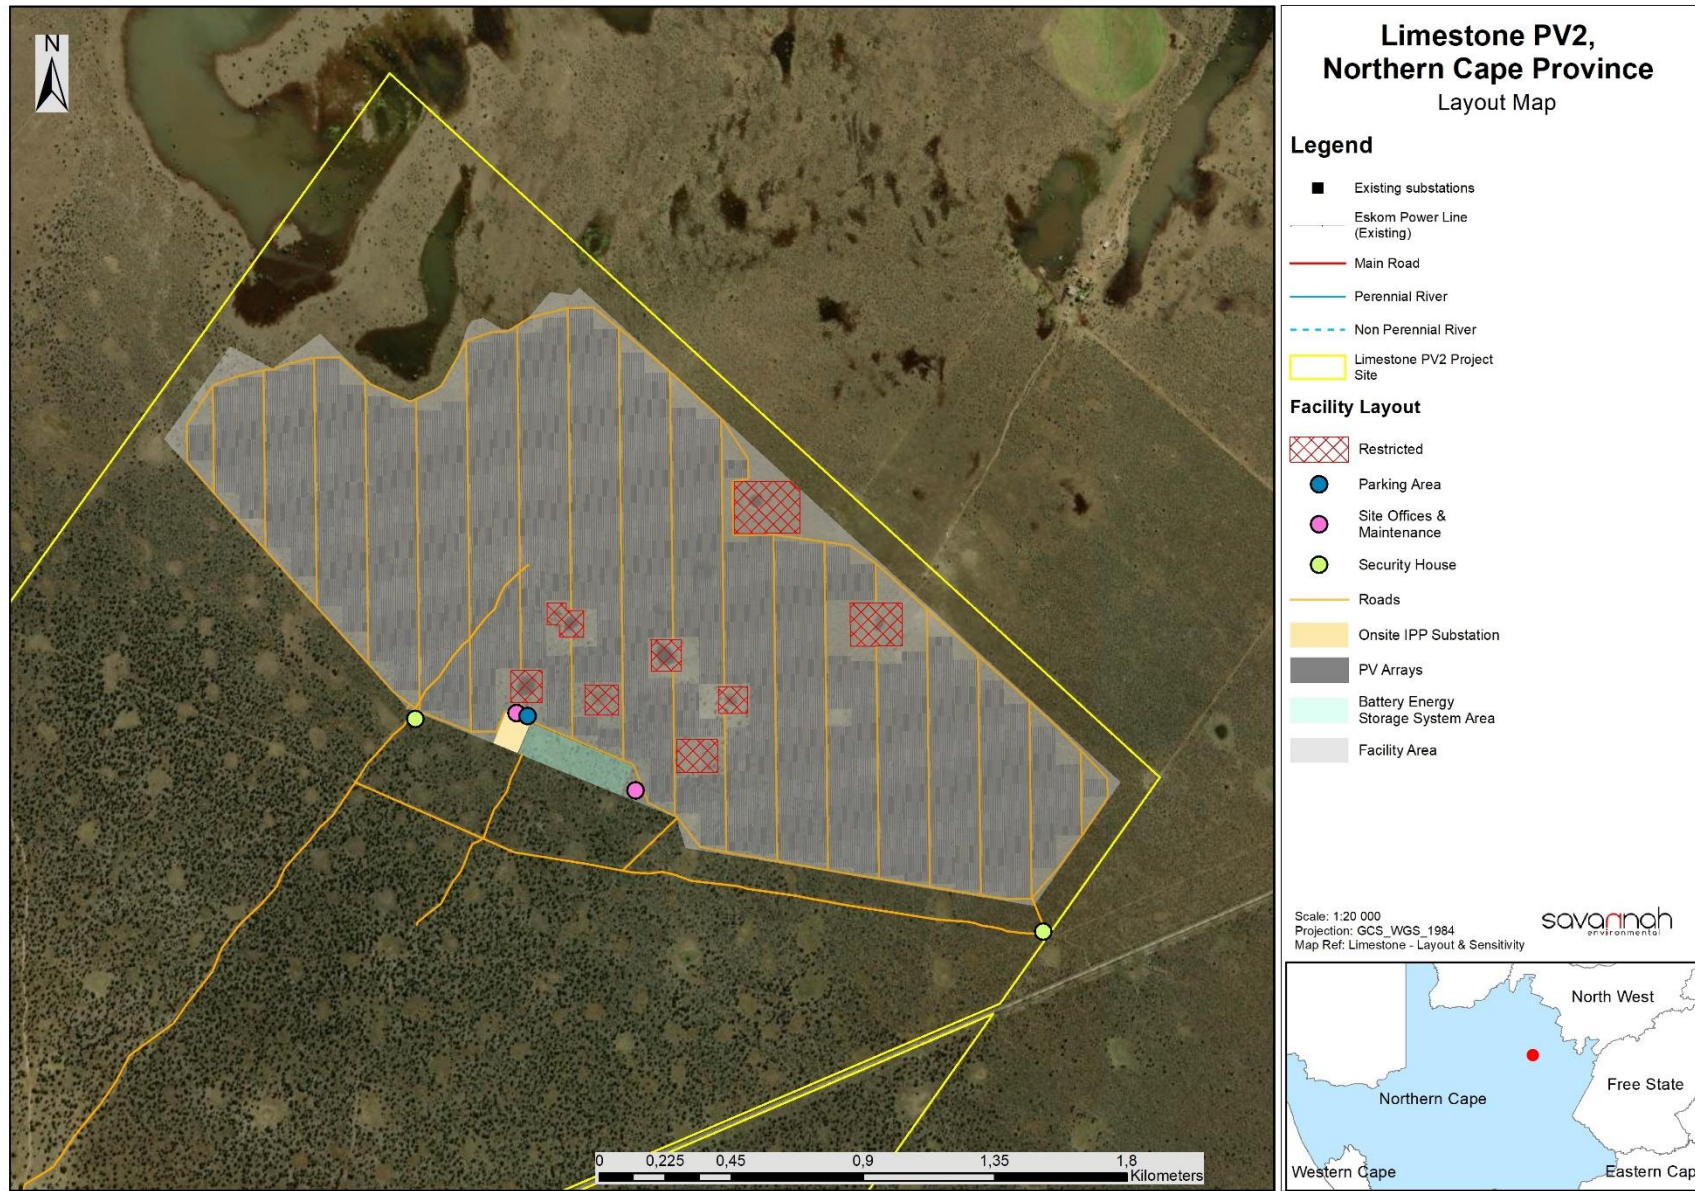 N
Limestone PV2,
Northern Cape Province
Layout Map
Legend
Existing substations
Eskom Power Line
(Existing)
Main Road
Perennial River
Non Perennial River
Limestone PV2 Project
Site
Facility Layout
Restricted
Parking Area
Site Offices &
Maintenance
Security House
Roads
Onsite IPP Substation
PV Arrays
Battery Energy
Storage System Area
Facility Area
Scale: 1:20 000
Projection: GCS_WGS_1984
Map Ref: Limestone - Layout & Sensitivity
savannah
environmental
North West
Free State
Northern Cape
Western Cape
Eastern Cap
0 0,225 0,45 0,9 1,35 1,8
Kilometers